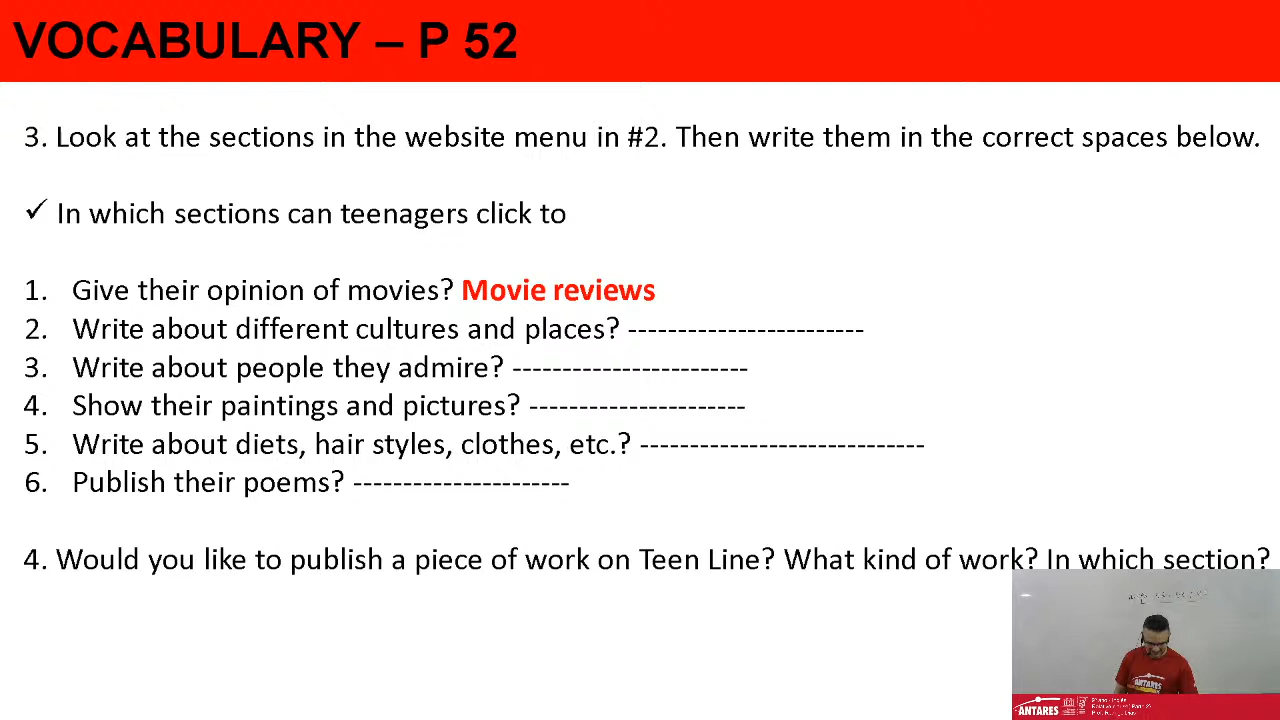 VOCABULARY – P 52
3. Look at the sections in the website menu in #2. Then write them in the correct spaces below.
✓ In which sections can teenagers click to
1. Give their opinion of movies? Movie reviews
2. Write about different cultures and places? ------------------------
3. Write about people they admire? ------------------------
4. Show their paintings and pictures? ----------------------
5. Write about diets, hair styles, clothes, etc.? -----------------------------
6. Publish their poems? ----------------------
4. Would you like to publish a piece of work on Teen Line? What kind of work? In which section?
ANTARES
ANTARES